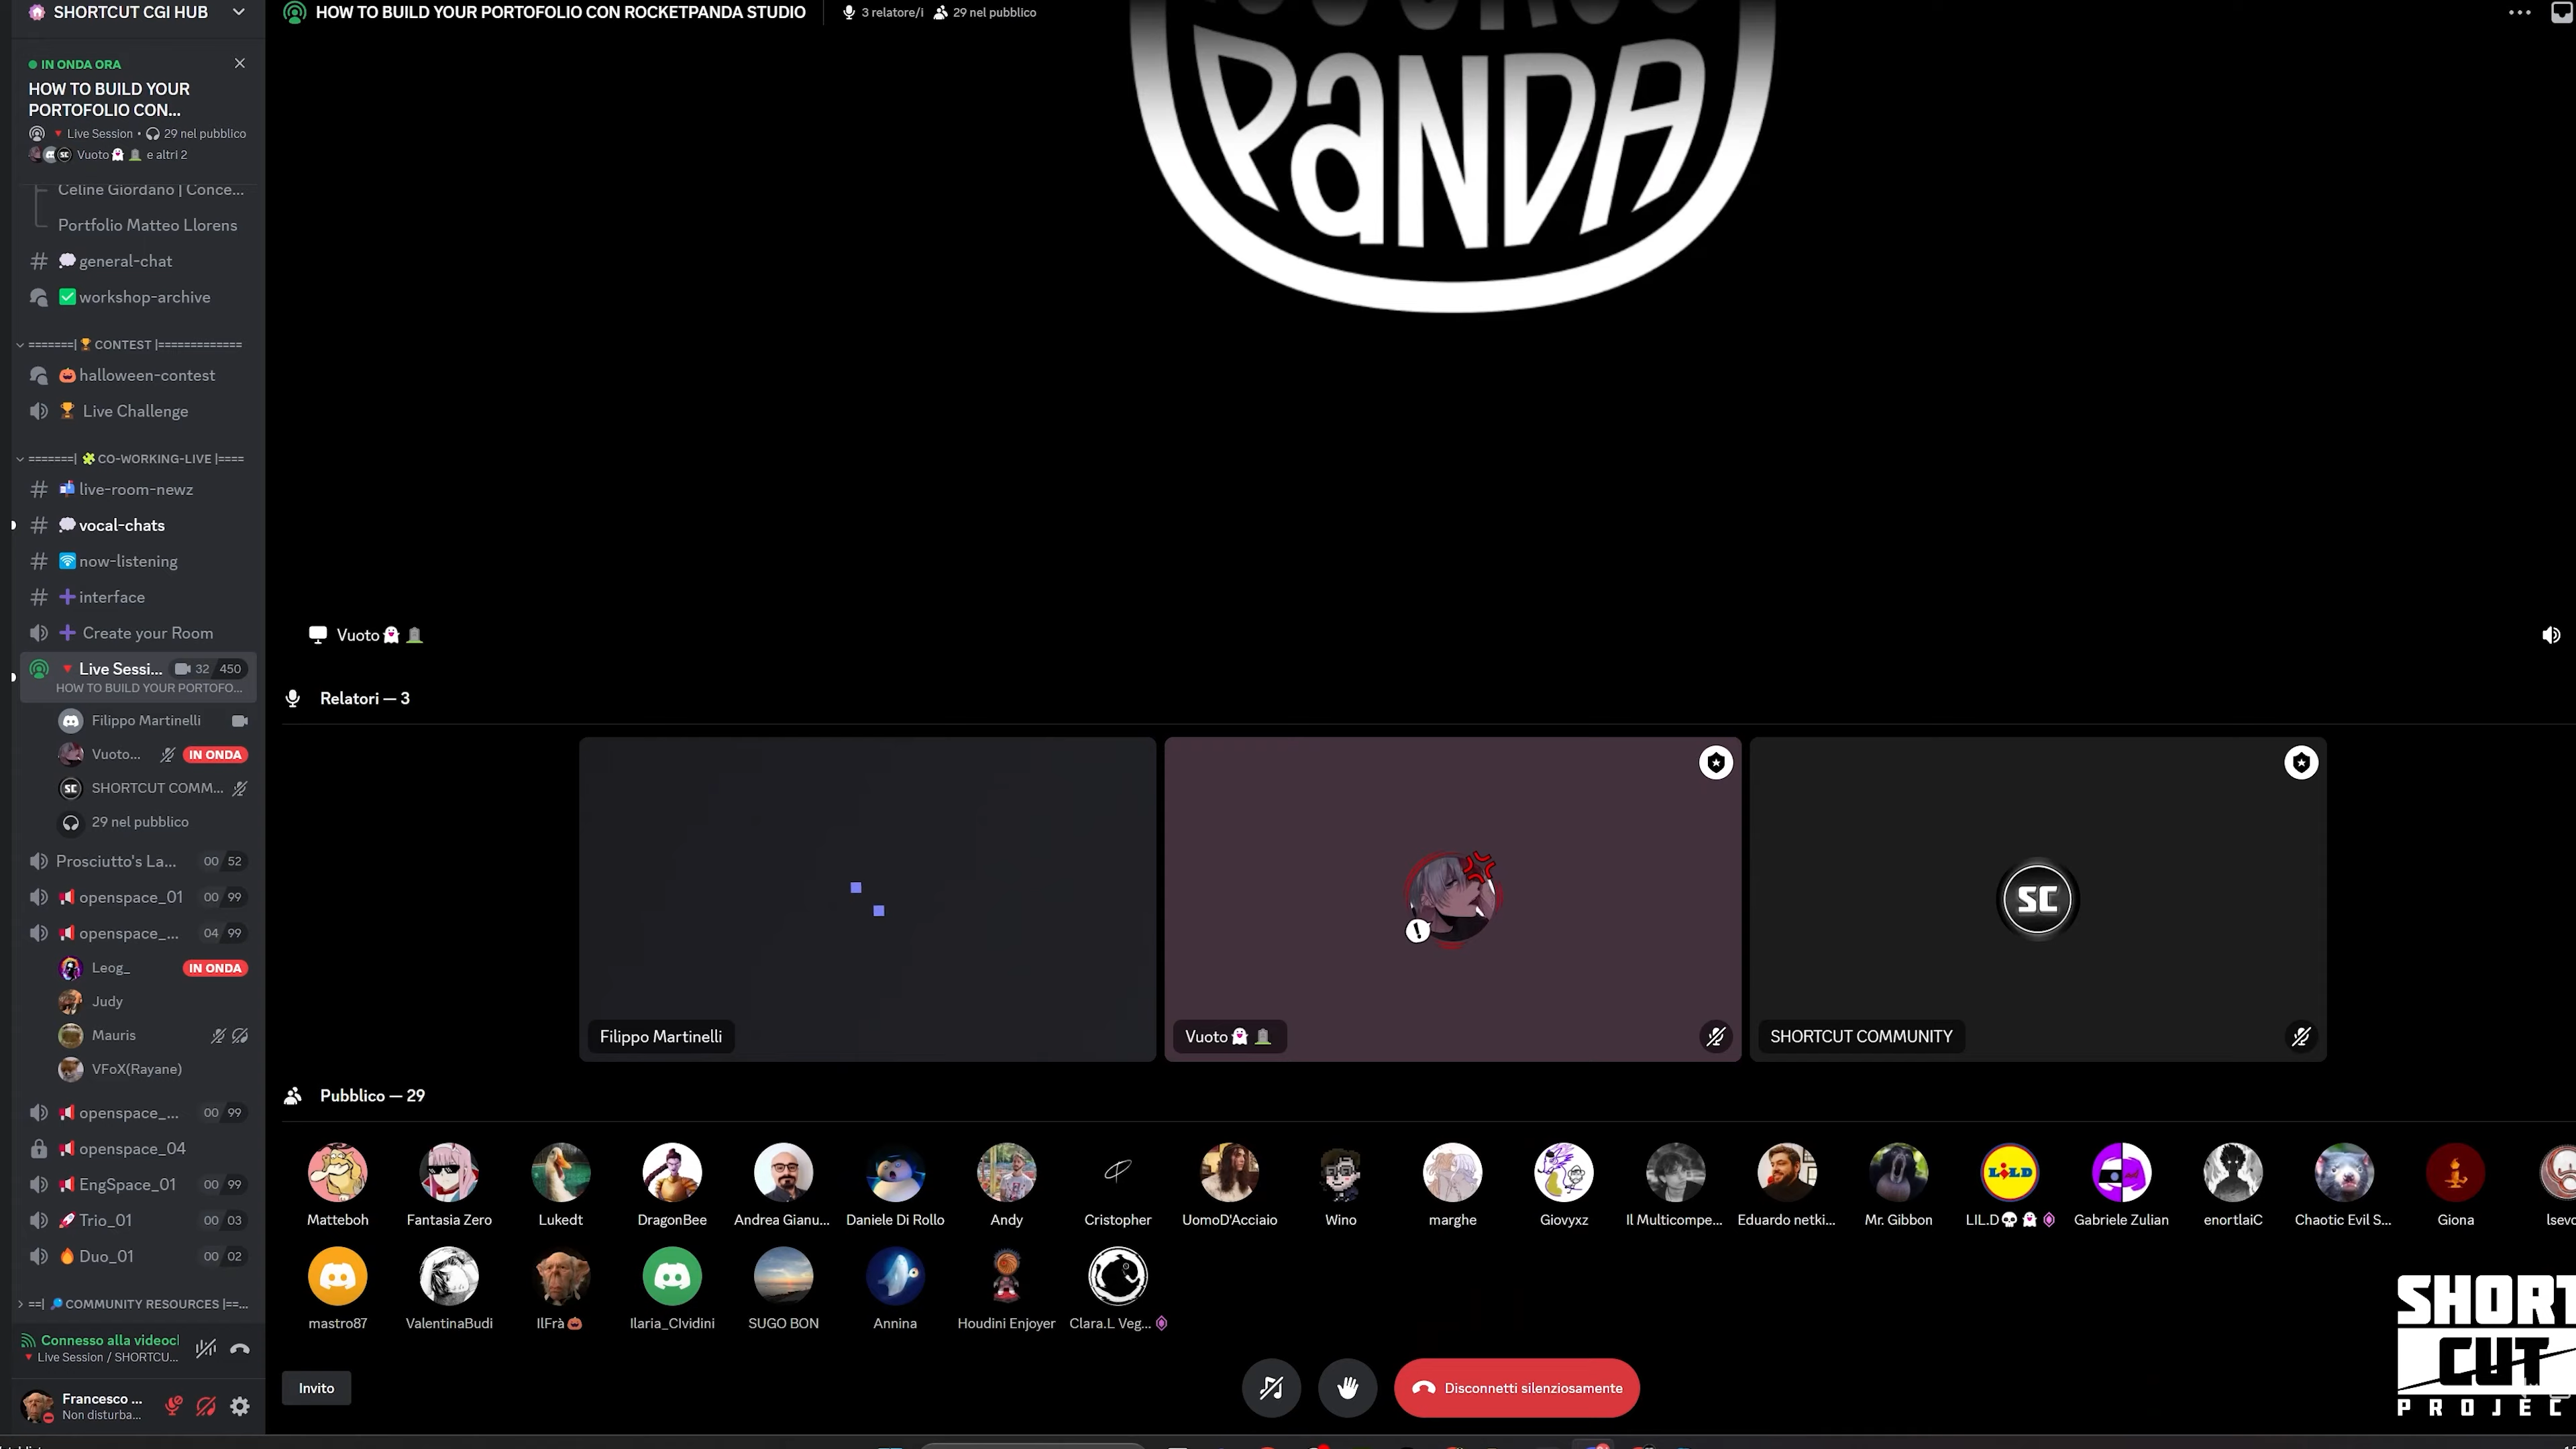 SHORTCUT CGI HUB
IN ONDA ORA
HOW TO BUILD YOUR
PORTOFOLIO CON...
Live Session • 29 nel pubblico
SC Vuoto e altri 2
Celine Giordano | Conce...
Portfolio Matteo Llorens
general-chat
workshop-archive
=======| CONTEST |=============
halloween-contest
Live Challenge
=======| CO-WORKING-LIVE |====
live-room-newz
vocal-chats
now-listening
interface
Create your Room
Live Sessi... 32 450
HOW TO BUILD YOUR PORTOFO...
Filippo Martinelli
Vuoto... IN ONDA
SC SHORTCUT COMM...
29 nel pubblico
Prosciutto's La... 00 52
openspace_01 00 99
openspace_... 04 99
Leog_ IN ONDA
Judy
Mauris
VFoX(Rayane)
openspace_... 00 99
openspace_04
EngSpace_01 00 99
Trio_01 00 03
Duo_01 00 02
==| COMMUNITY RESOURCES |==...
Connesso alla videocl
Live Session / SHORTCU...
Francesco ...
Non disturba...
HOW TO BUILD YOUR PORTOFOLIO CON ROCKETPANDA STUDIO
3 relatore/i 29 nel pubblico
PaNDA
Vuoto
Relatori — 3
SC
Filippo Martinelli
Vuoto
SHORTCUT COMMUNITY
Pubblico — 29
LiLD
Matteboh Fantasia Zero Lukedt DragonBee Andrea Gianu... Daniele Di Rollo Andy Cristopher UomoD'Acciaio Wino marghe Giovyxz Il Multicompe... Eduardo netki... Mr. Gibbon LIL.D Gabriele Zulian enortlaiC Chaotic Evil S... Giona lsevo
mastro87 ValentinaBudi IlFrà Ilaria_CIvidini SUGO BON Annina Houdini Enjoyer Clara.L Veg...
Invito
Disconnetti silenziosamente
SHORT
CUT
PROJEC